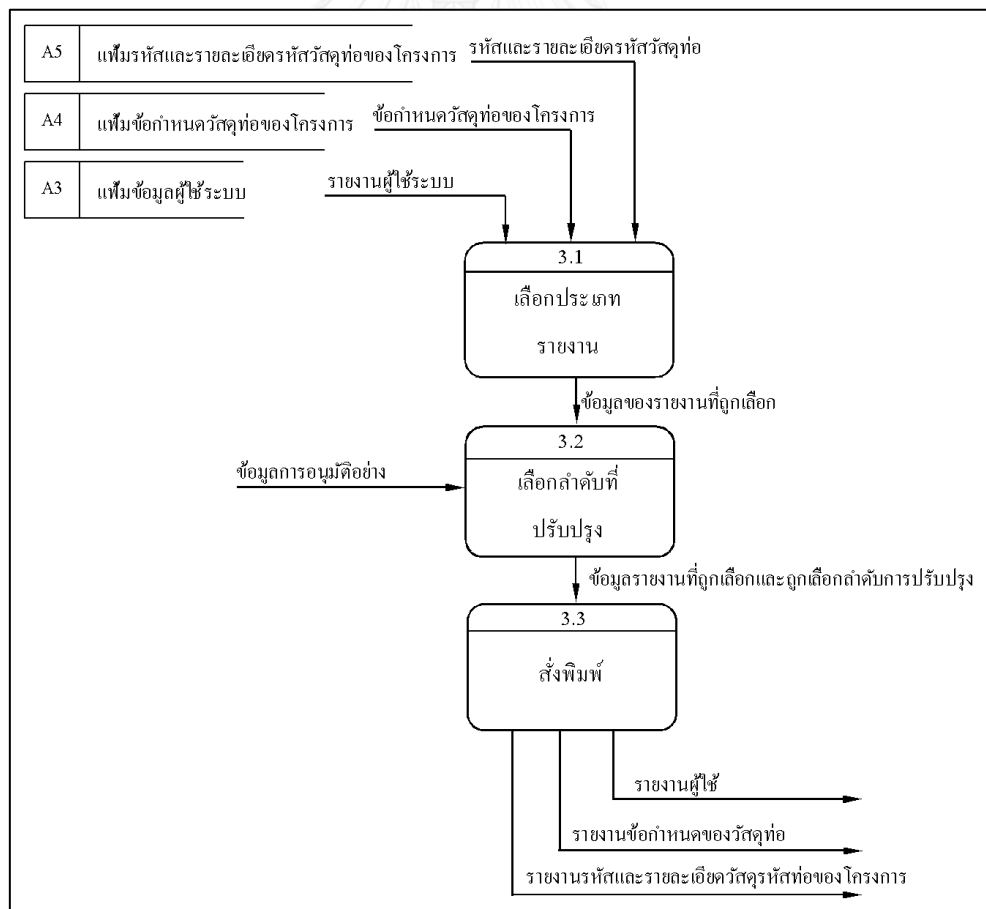 A5 แฟ้มรหัสและรายละเอียดรหัสวัสดุท่อของโครงการ รหัสและรายละเอียดรหัสวัสดุท่อ
A4 แฟ้มข้อกำหนดวัสดุท่อของโครงการ ข้อกำหนดวัสดุท่อของโครงการ
A3 แฟ้มข้อมูลผู้ใช้ระบบ รายงานผู้ใช้ระบบ
3.1
เลือกประเภท
รายงาน
ข้อมูลของรายงานที่ถูกเลือก
3.2
ข้อมูลการอนุมัติอย่าง
เลือกลำดับที่
ปรับปรุง
ข้อมูลรายงานที่ถูกเลือกและถูกเลือกลำดับการปรับปรุง
3.3
สั่งพิมพ์
รายงานผู้ใช้
รายงานข้อกำหนดของวัสดุท่อ
รายงานรหัสและรายละเอียดวัสดุรหัสท่อของโครงการ